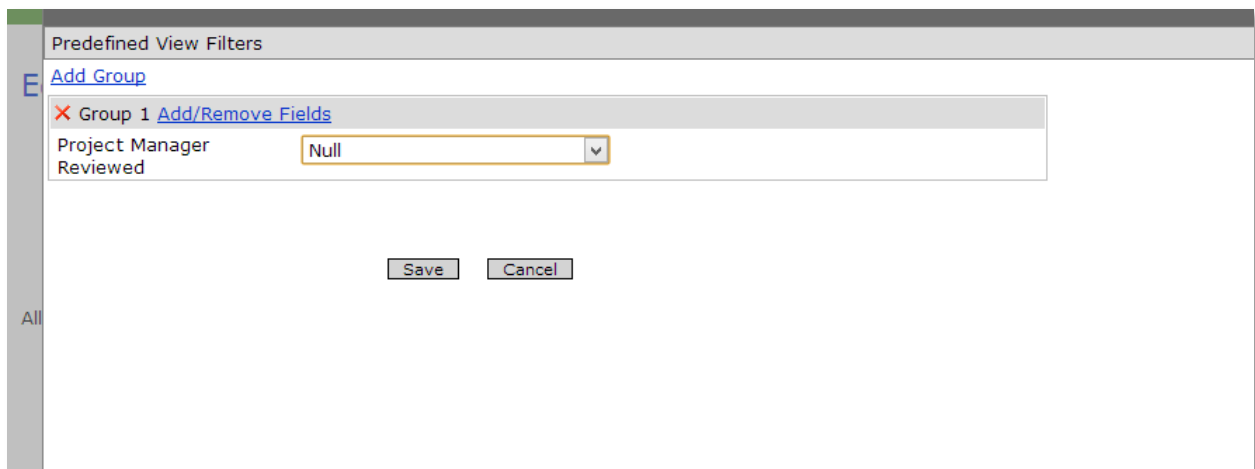 Predefined View Filters
Add Group
Group 1 Add/Remove Fields
Project Manager
Reviewed
Null
Save Cancel
All